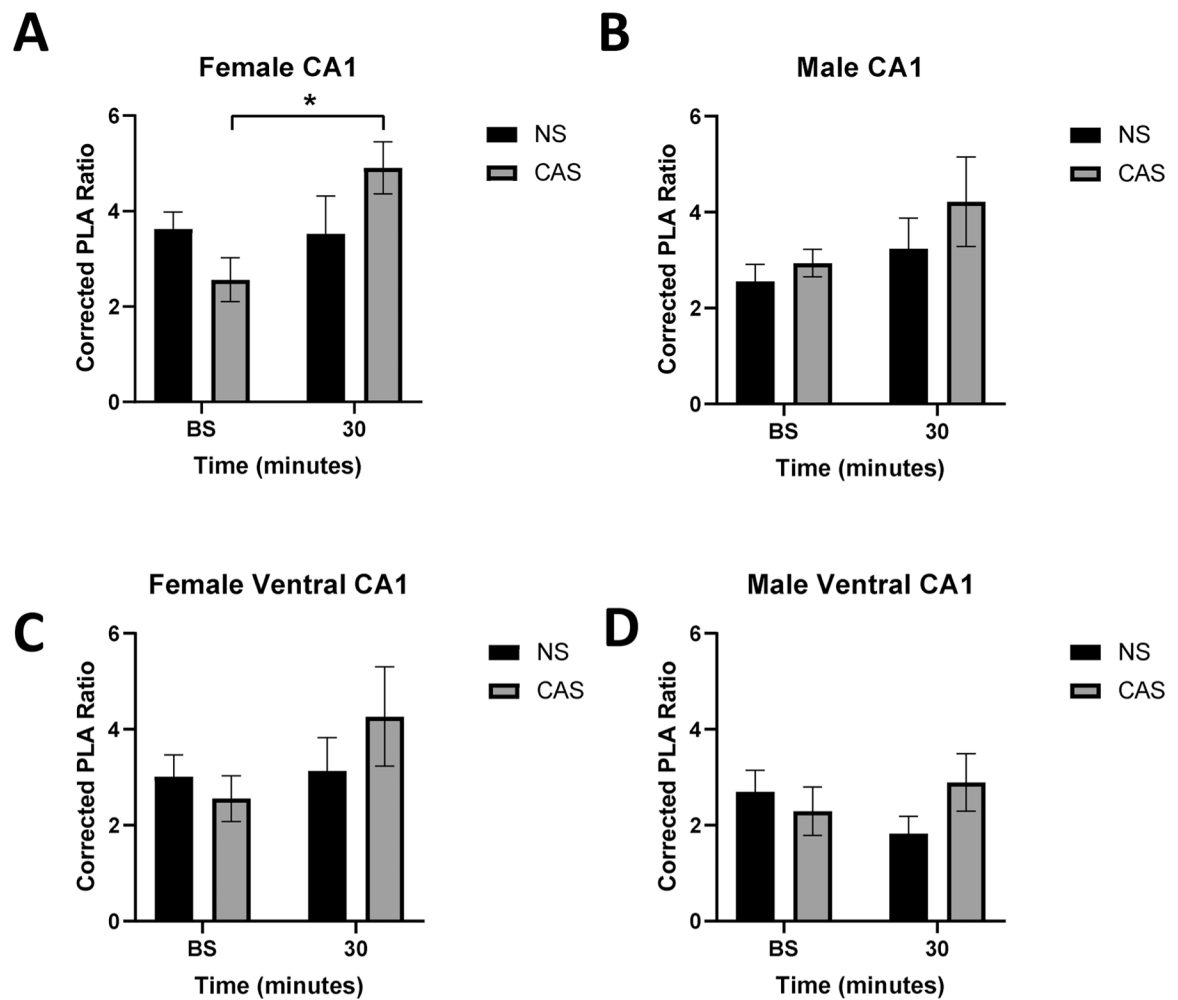 A
Female CA1
*
Corrected PLA Ratio
6
4
2
0
BS
30
Time (minutes)
NS
CAS
B
Male CA1
Corrected PLA Ratio
6
4
2
0
BS
30
Time (minutes)
NS
CAS
C
Female Ventral CA1
Corrected PLA Ratio
6
4
2
0
BS
30
Time (minutes)
NS
CAS
D
Male Ventral CA1
Corrected PLA Ratio
6
4
2
0
BS
30
Time (minutes)
NS
CAS